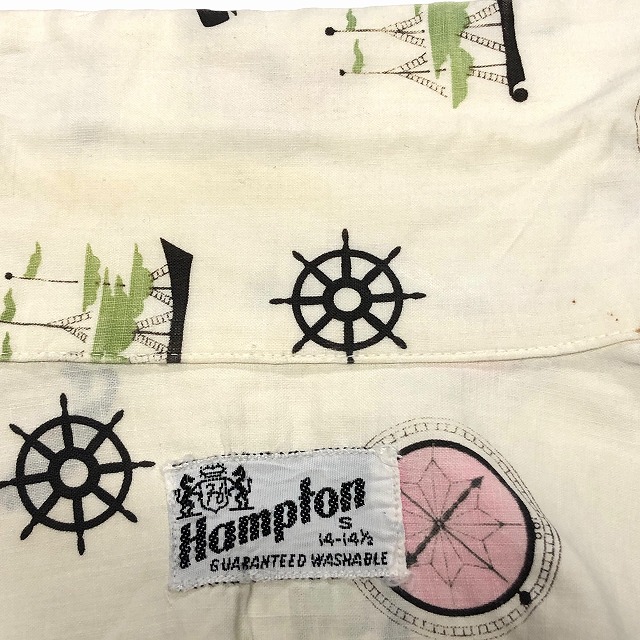 Hampton
S
14-14½
GUARANTEED WASHABLE